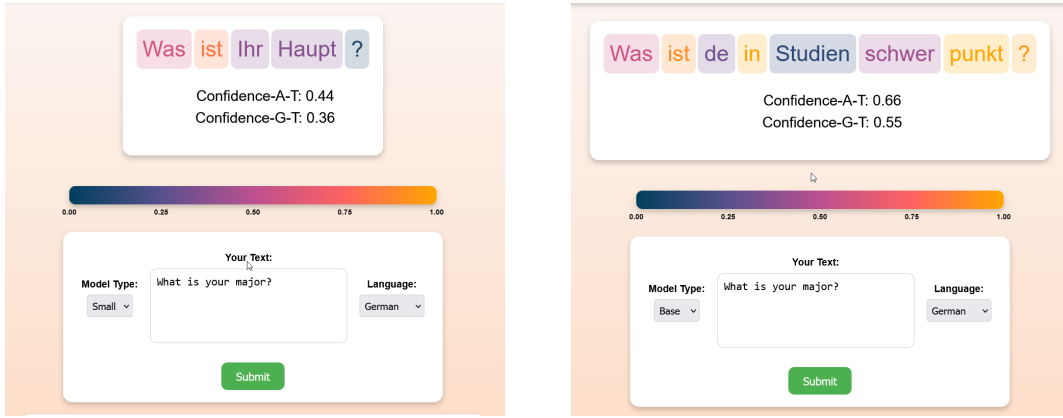 Was ist Ihr Haupt ?
Confidence-A-T: 0.44
Confidence-G-T: 0.36
0.00 0.25 0.50 0.75 1.00
Your Text:
Model Type:
Small
What is your major?
Language:
German
Submit
Was ist de in Studien schwer punkt ?
Confidence-A-T: 0.66
Confidence-G-T: 0.55
0.00 0.25 0.50 0.75 1.00
Your Text:
Model Type:
Base
What is your major?
Language:
German
Submit